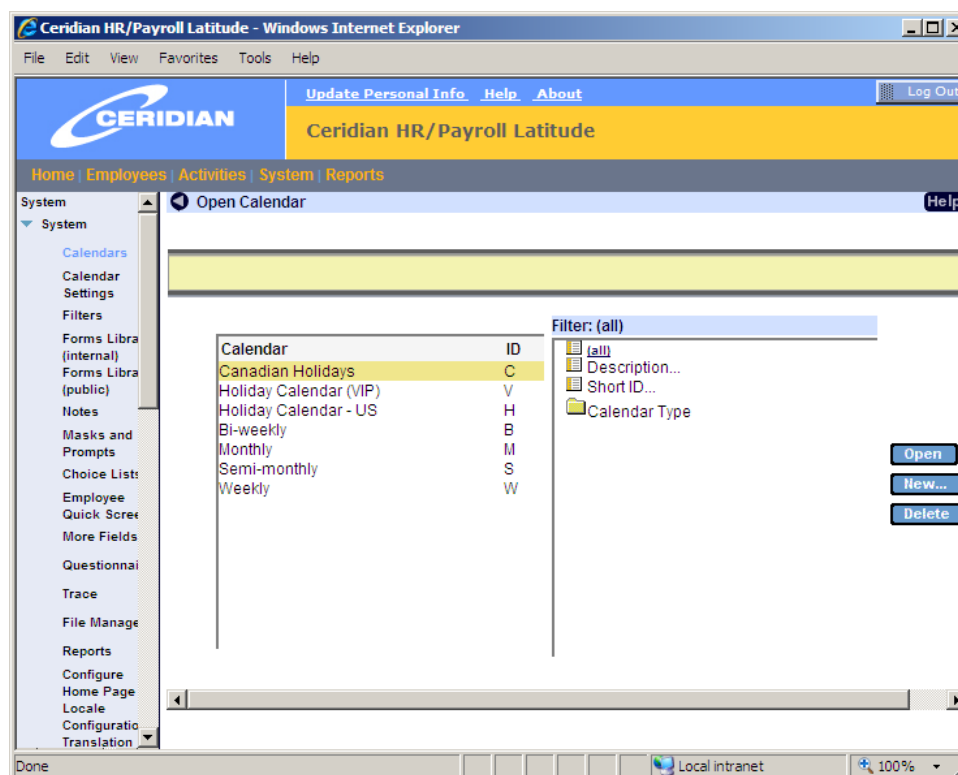 Ceridian HR/Payroll Latitude - Windows Internet Explorer
File Edit View Favorites Tools Help
Update Personal Info Help About
Log Out
CERIDIAN
Ceridian HR/Payroll Latitude
Home | Employees | Activities | System | Reports
System
System
Calendars
Calendar
Settings
Filters
Forms Libra
(internal)
Forms Libra
(public)
Notes
Masks and
Prompts
Choice Lists
Employee
Quick Scree
More Fields
Questionnai
Trace
File Manage
Reports
Configure
Home Page
Locale
Configuratio
Translation
Open Calendar
Help
Calendar ID
Canadian Holidays C
Holiday Calendar (VIP) V
Holiday Calendar - US H
Bi-weekly B
Monthly M
Semi-monthly S
Weekly W
Filter: (all)
(all)
Description...
Short ID...
Calendar Type
Open
New...
Delete
Done
Local intranet
100%